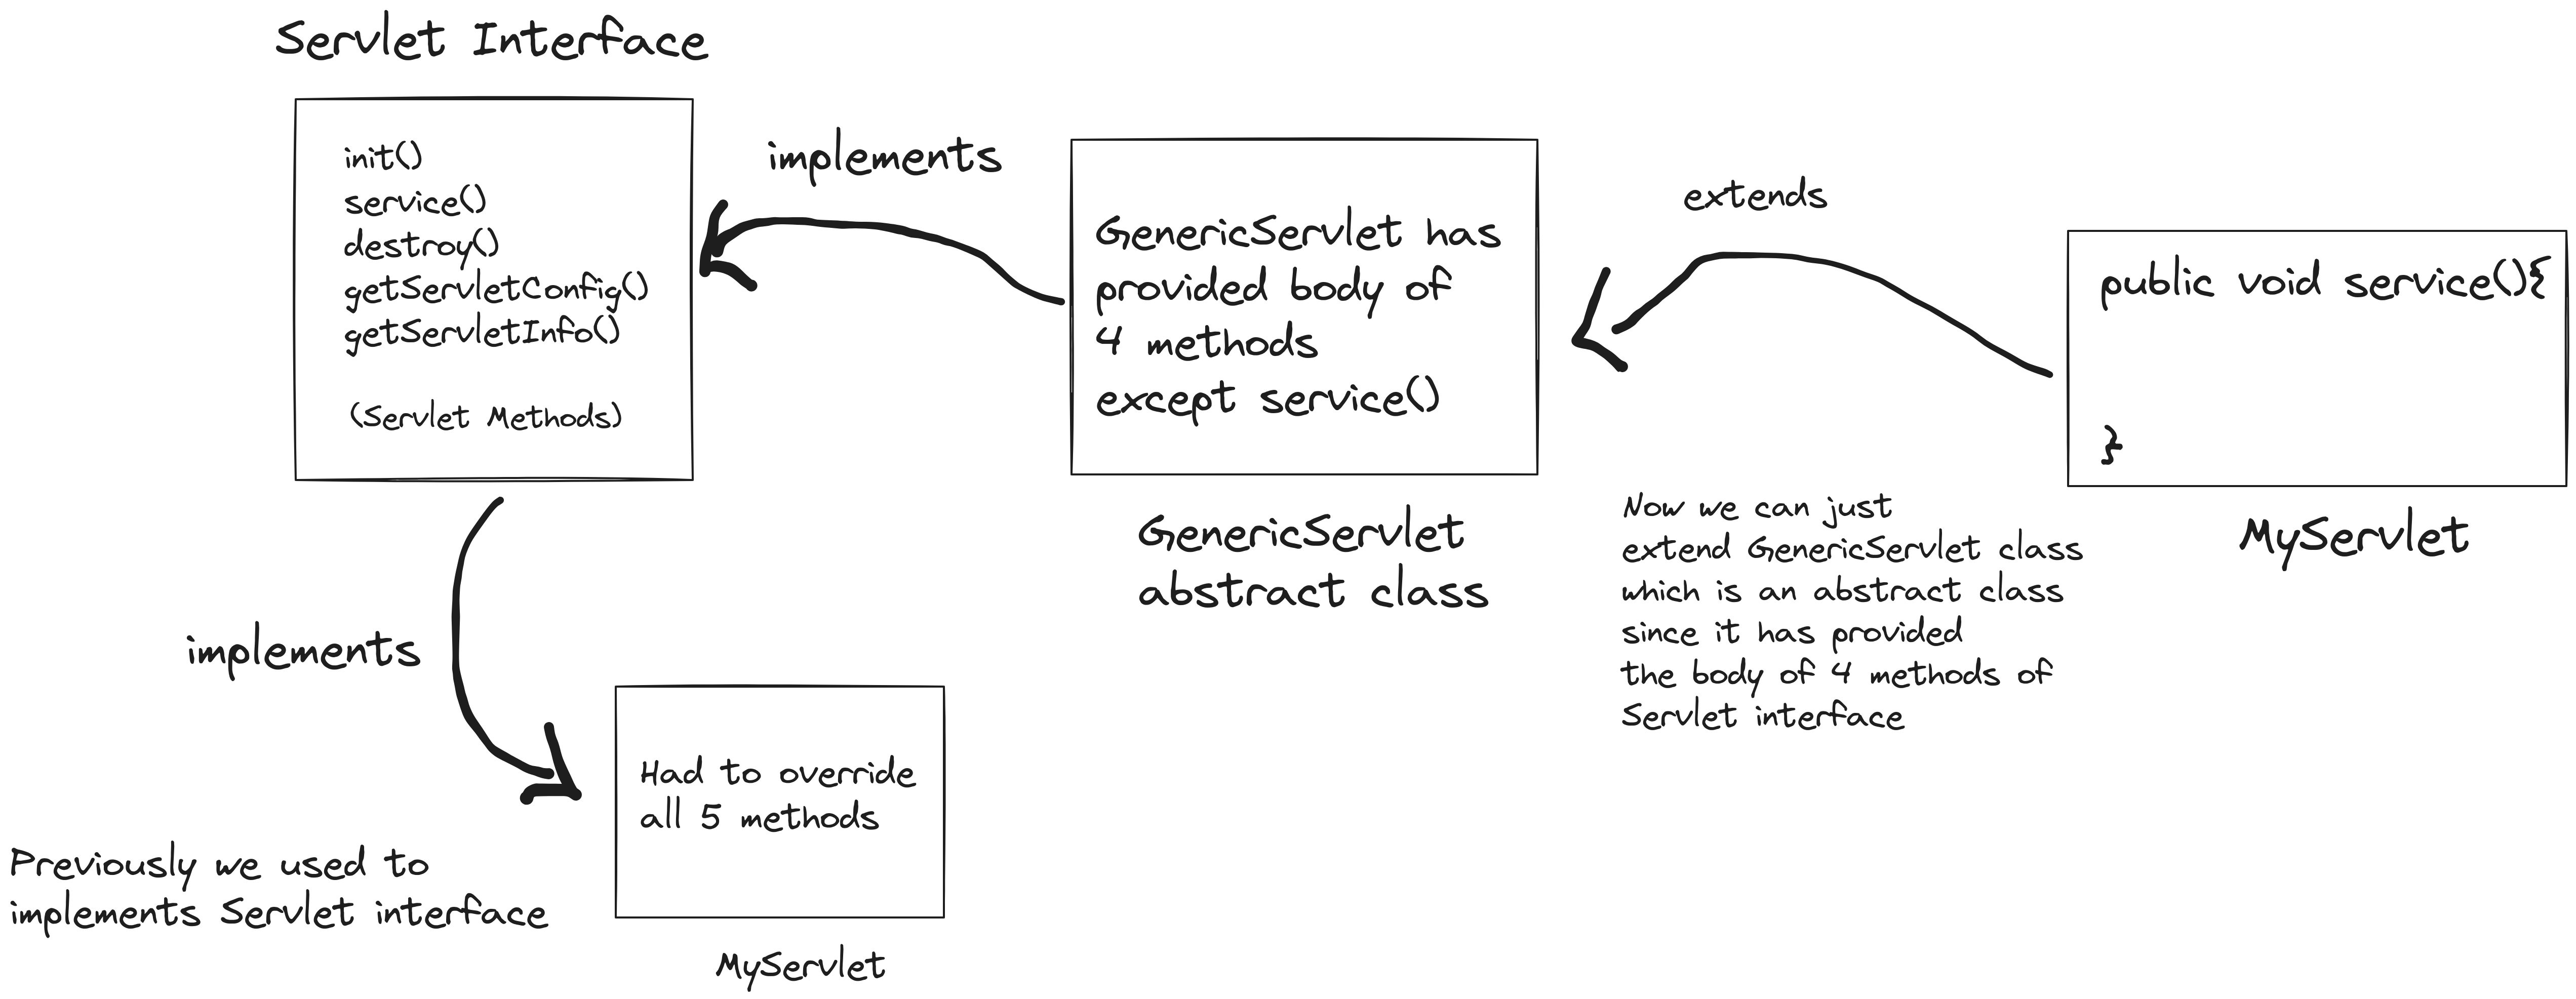 Servlet Interface
init()
service()
destroy()
getServletConfig()
getServletInfo()
(Servlet Methods)
implements
GenericServlet has
provided body of
4 methods
except service()
GenericServlet
abstract class
extends
public void service(){
}
MyServlet
Now we can just
extend GenericServlet class
which is an abstract class
since it has provided
the body of 4 methods of
Servlet interface
implements
Had to override
all 5 methods
MyServlet
Previously we used to
implements Servlet interface